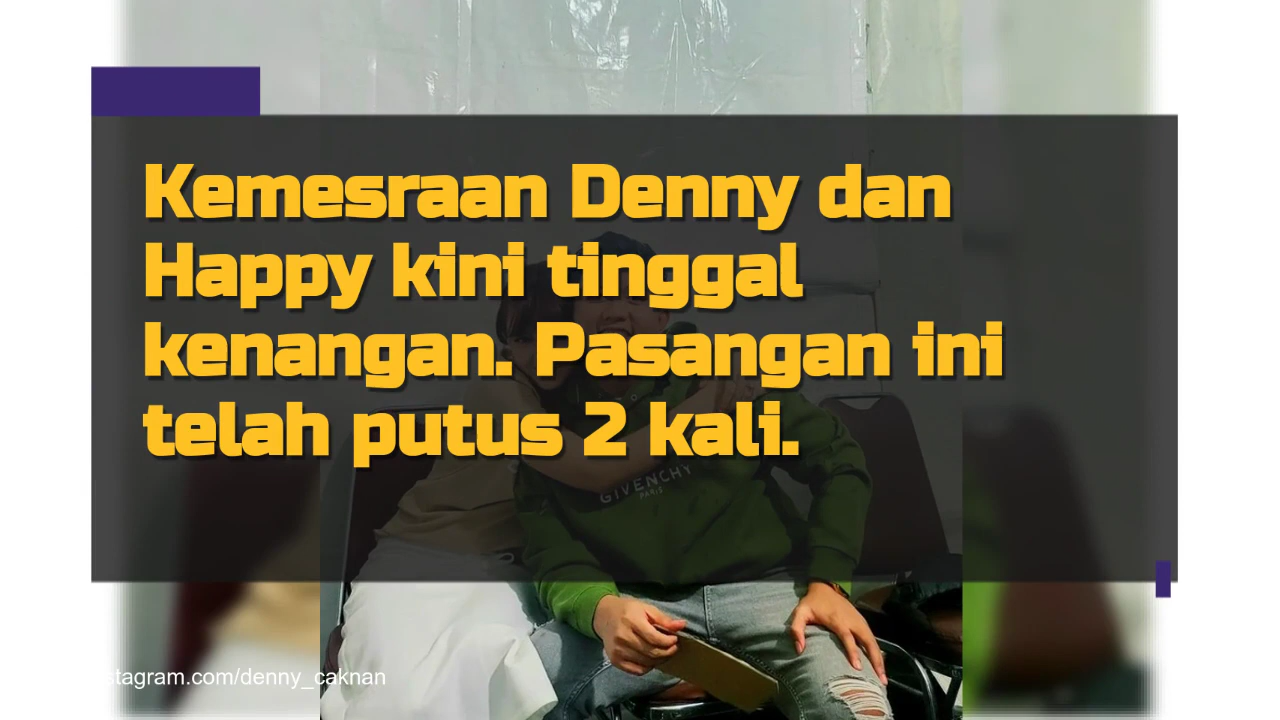 Kemesraan Denny dan
Happy kini tinggal
kenangan. Pasangan ini
telah putus 2 kali.
GIVENCHY
PARIS
stagram.com/denny_caknan